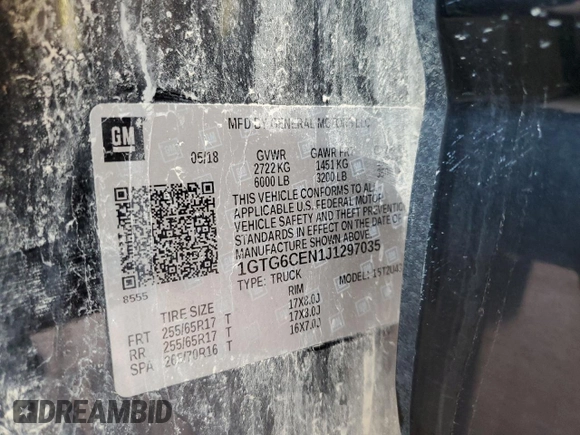 GM
MFD BY GENERAL MOTORS LLC
05/18
GVWR GAWR
2722 KG 1451 KG
6000 LB 3200 LB
THIS VEHICLE CONFORMS TO ALL
APPLICABLE U.S. FEDERAL MOTOR
VEHICLE SAFETY AND THEFT PREVENTION
STANDARDS IN EFFECT ON THE DATE OF
MANUFACTURE SHOWN ABOVE.
1GTG6CEN1J1297035
TYPE: TRUCK MODEL:
8555
TIRE SIZE RIM
FRT 255/65R17 T 17X8.0J
RR 255/65R17 T 17X8.0J
SPA 265/70R16 T 16X7.0J
DREAMBID